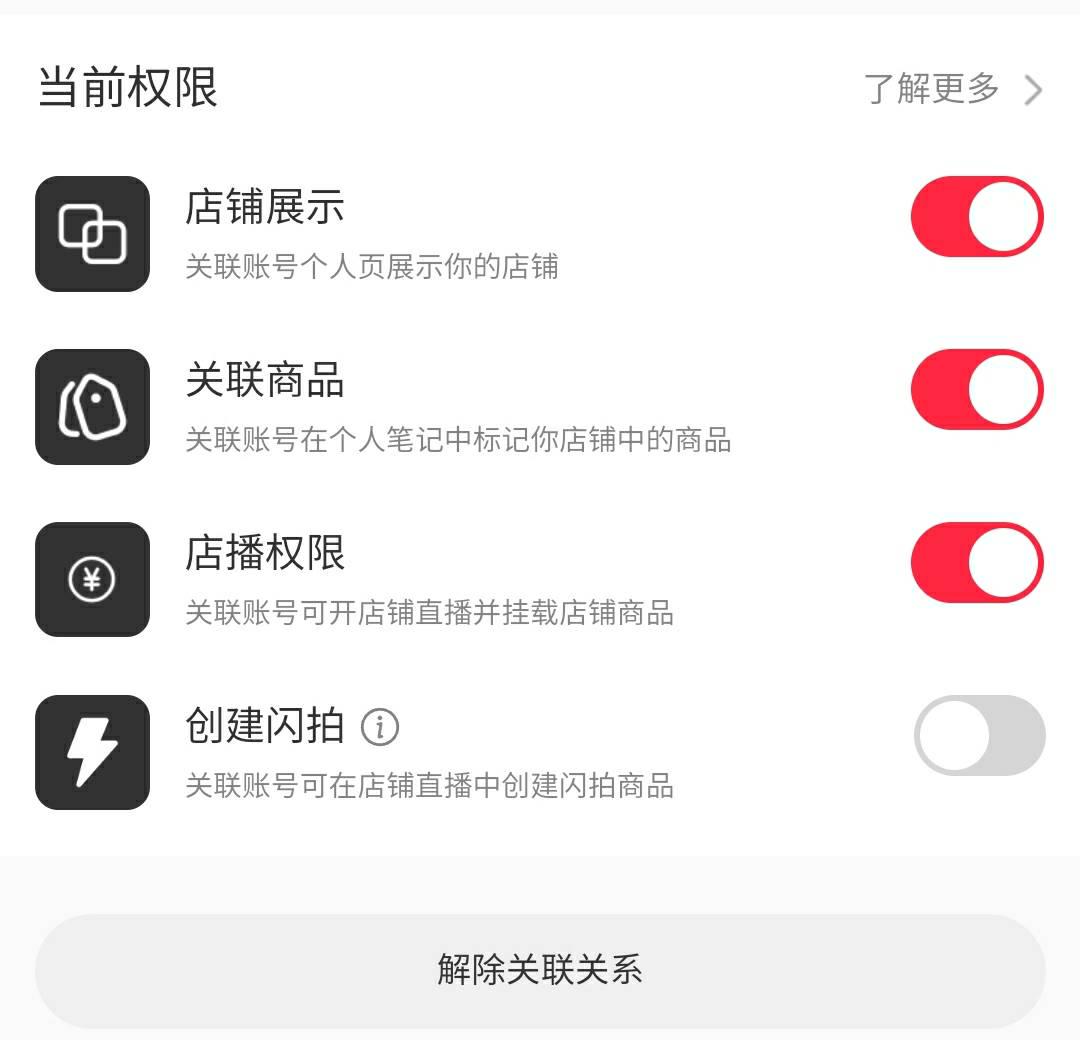 当前权限
了解更多
店铺展示
关联账号个人页展示你的店铺
关联商品
关联账号在个人笔记中标记你店铺中的商品
¥
店播权限
关联账号可开店铺直播并挂载店铺商品
创建闪拍 i
关联账号可在店铺直播中创建闪拍商品
解除关联关系